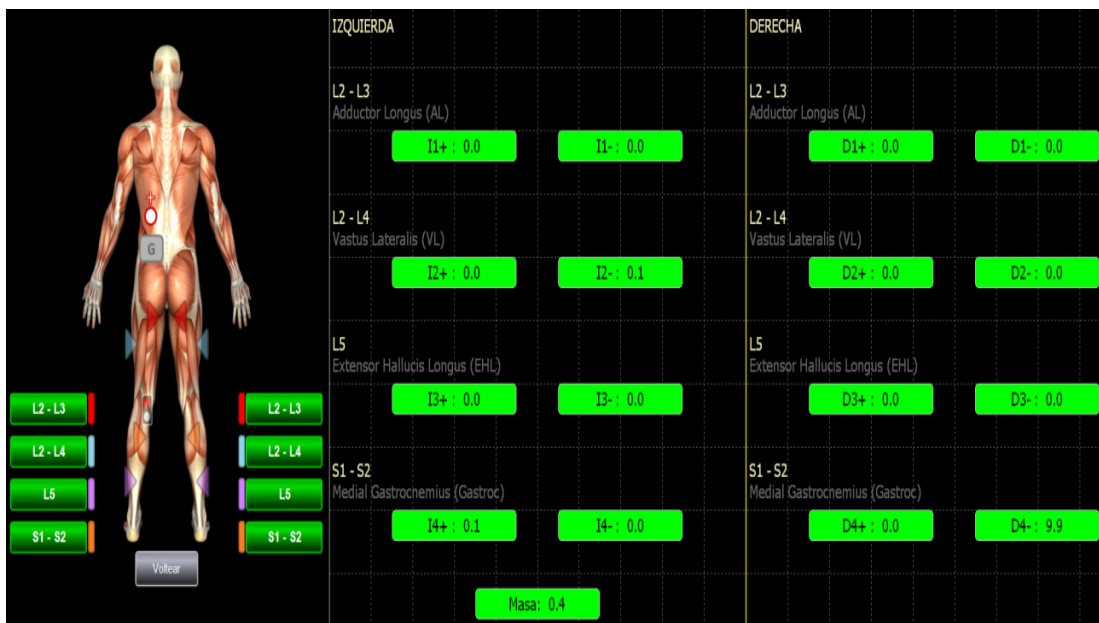 +
G
L2 - L3
L2 - L3
L2 - L4
L2 - L4
L5
L5
S1 - S2
S1 - S2
Voltear
IZQUIERDA
L2 - L3
Adductor Longus (AL)
I1+ : 0.0
I1- : 0.0
L2 - L4
Vastus Lateralis (VL)
I2+ : 0.0
I2- : 0.1
L5
Extensor Hallucis Longus (EHL)
I3+ : 0.0
I3- : 0.0
S1 - S2
Medial Gastrocnemius (Gastroc)
I4+ : 0.1
I4- : 0.0
Masa: 0.4
DERECHA
L2 - L3
Adductor Longus (AL)
D1+ : 0.0
D1- : 0.0
L2 - L4
Vastus Lateralis (VL)
D2+ : 0.0
D2- : 0.0
L5
Extensor Hallucis Longus (EHL)
D3+ : 0.0
D3- : 0.0
S1 - S2
Medial Gastrocnemius (Gastroc)
D4+ : 0.0
D4- : 9.9